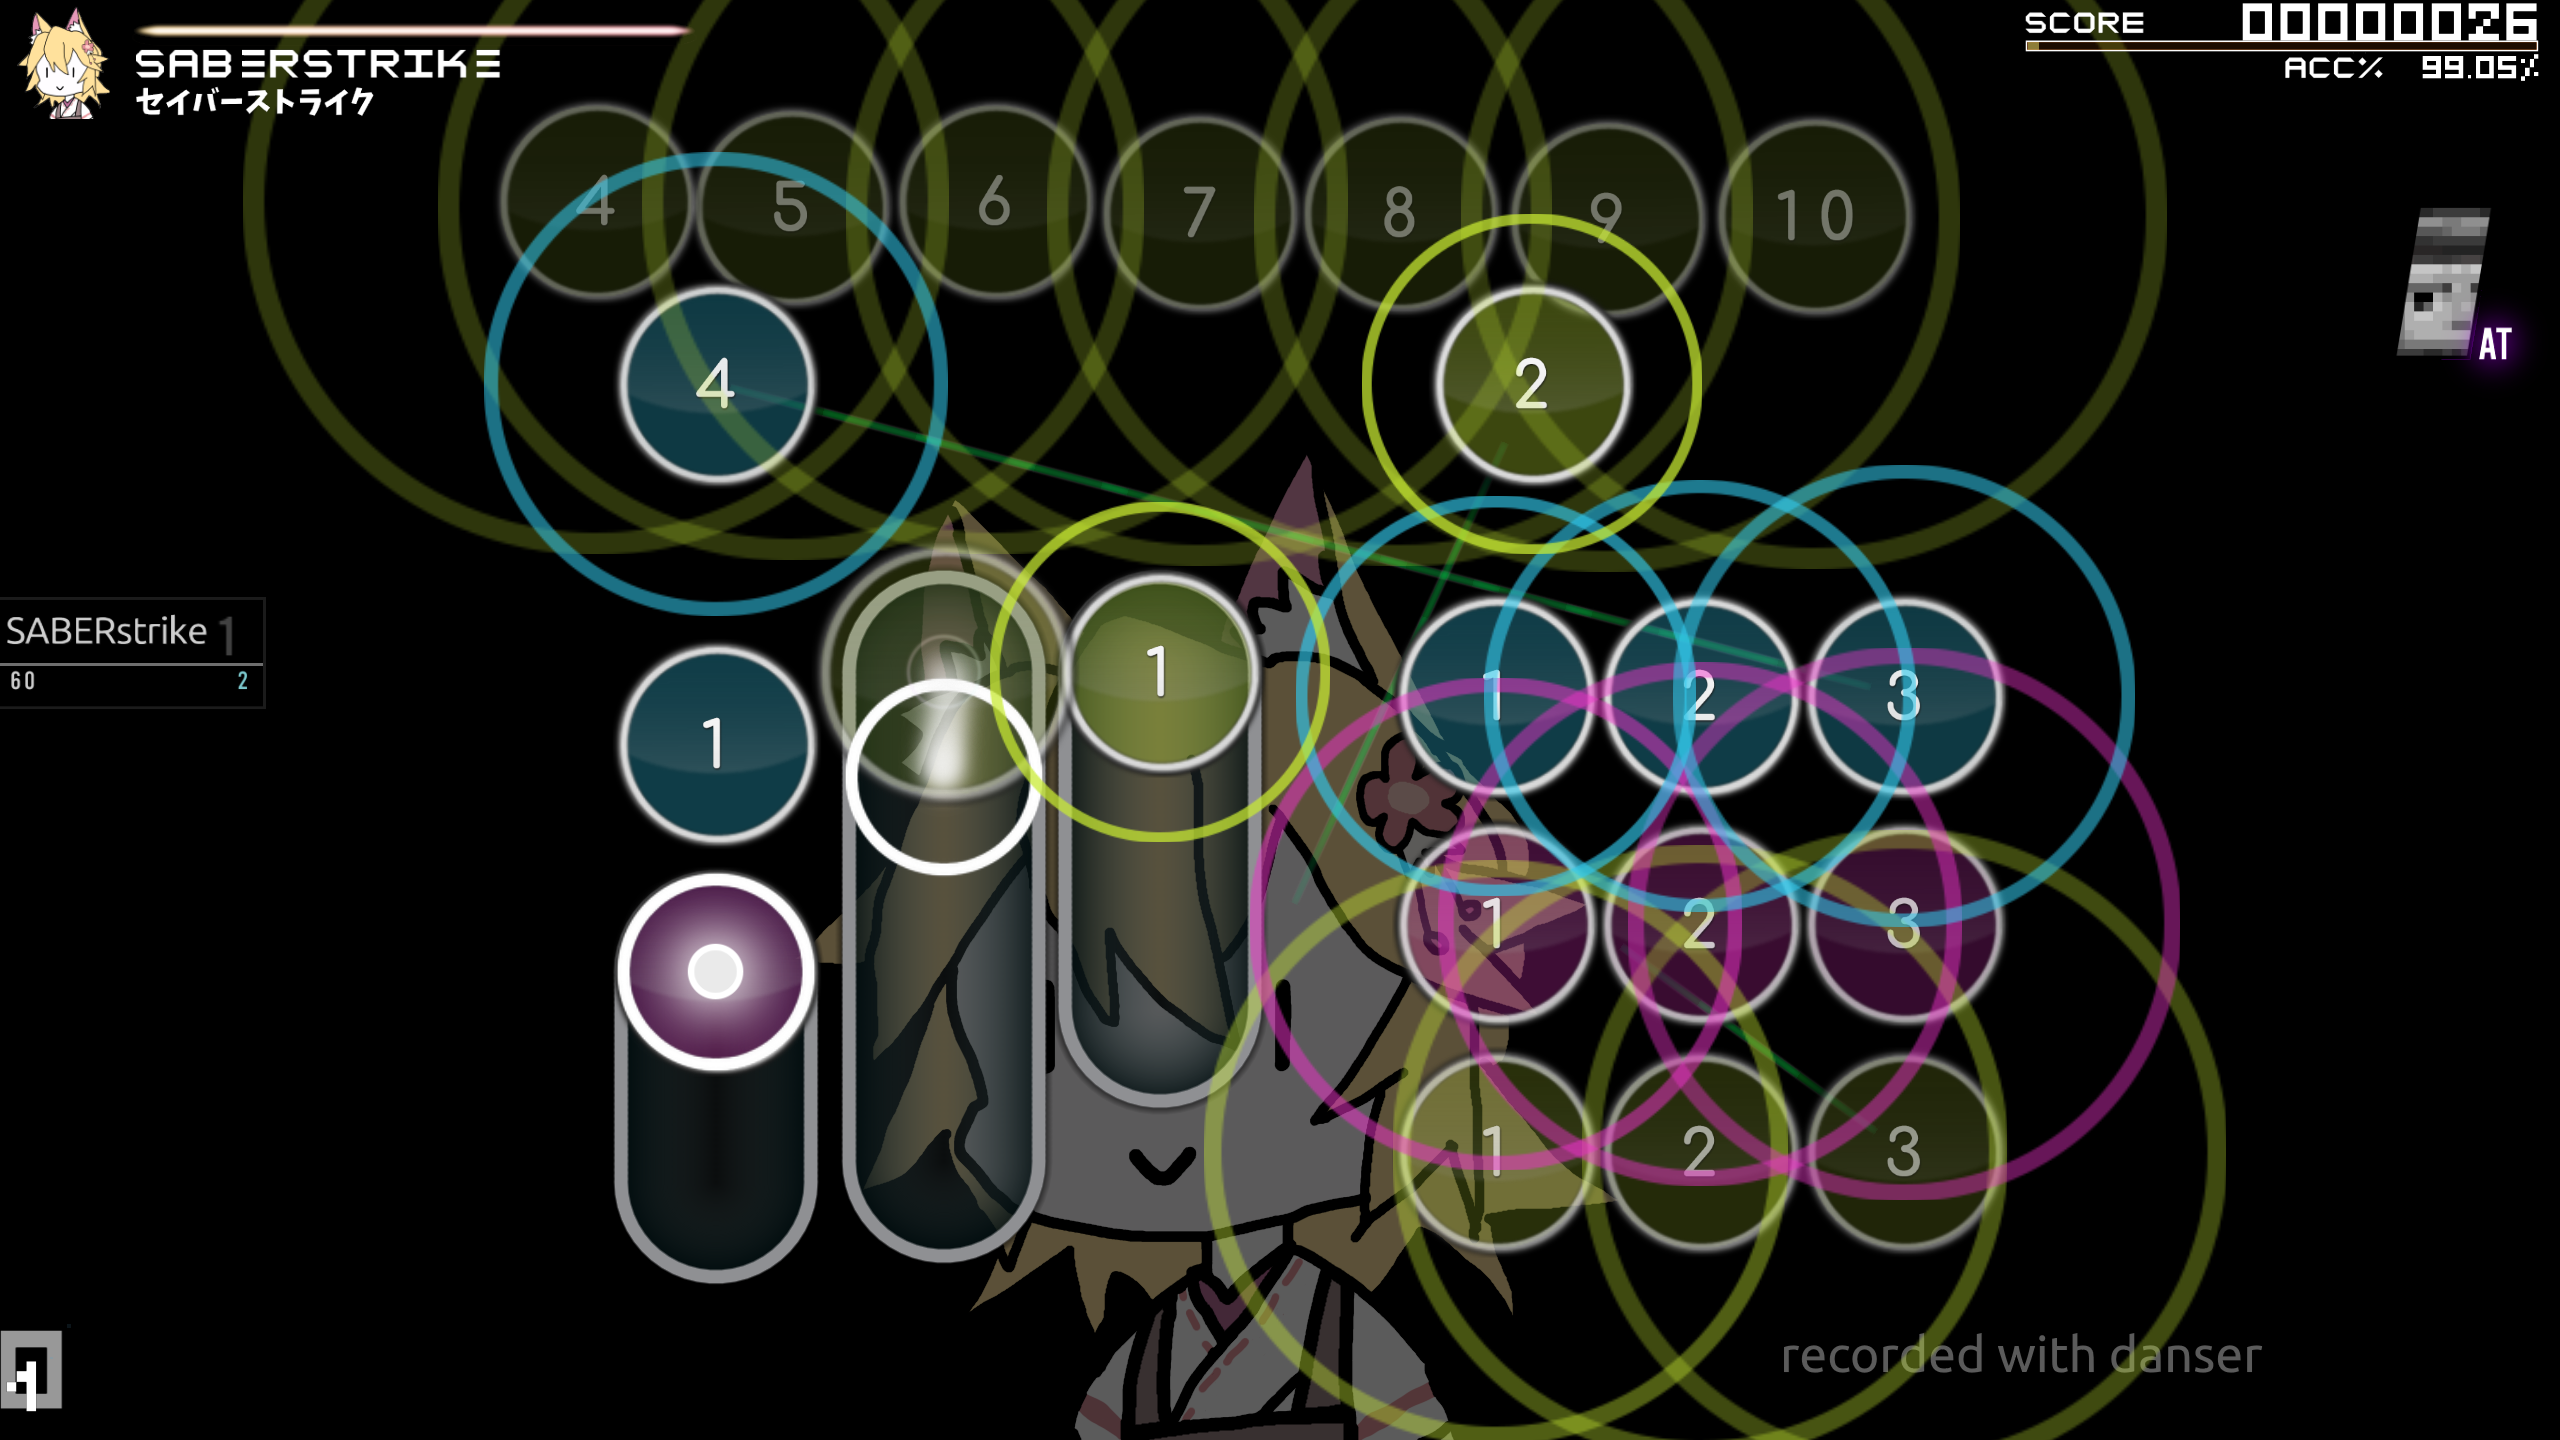 SABERSTRIKE
セイバーストライク
SCORE 00000026
ACC% 99.05%
4 5 6 7 8 9 10
4 2
AT
SABERstrike 1
60 2
1 1 1 2 3
1 2 3
1 2 3
recorded with danser